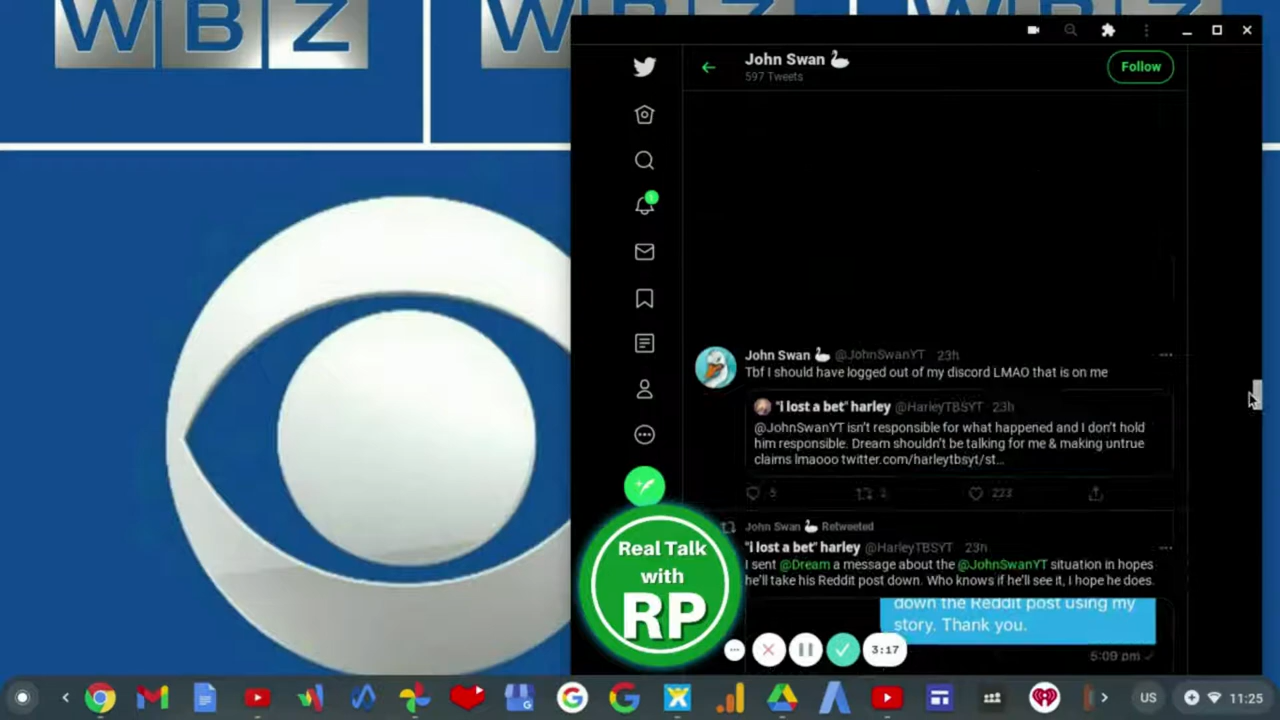 WBZ
John Swan
597 Tweets
Follow
1
John Swan @JohnSwanYT 23h
Tbf I should have logged out of my discord LMAO that is on me
"i lost a bet" harley @HarleyTBSYT · 23h
@JohnSwanYT isn't responsible for what happened and I don't hold
him responsible. Dream shouldn't be talking for me & making untrue
claims lmaooo twitter.com/harleytbsyt/st...
5
223
John Swan Retweeted
"i lost a bet" harley @HarleyTBSYT · 23h
I sent @Dream a message about the @JohnSwanYT situation in hopes
he'll take his Reddit post down. Who knows if he'll see it, I hope he does.
down the Reddit post using my
story. Thank you.
5:09 pm
Real Talk
with
RP
3:17
US
11:25